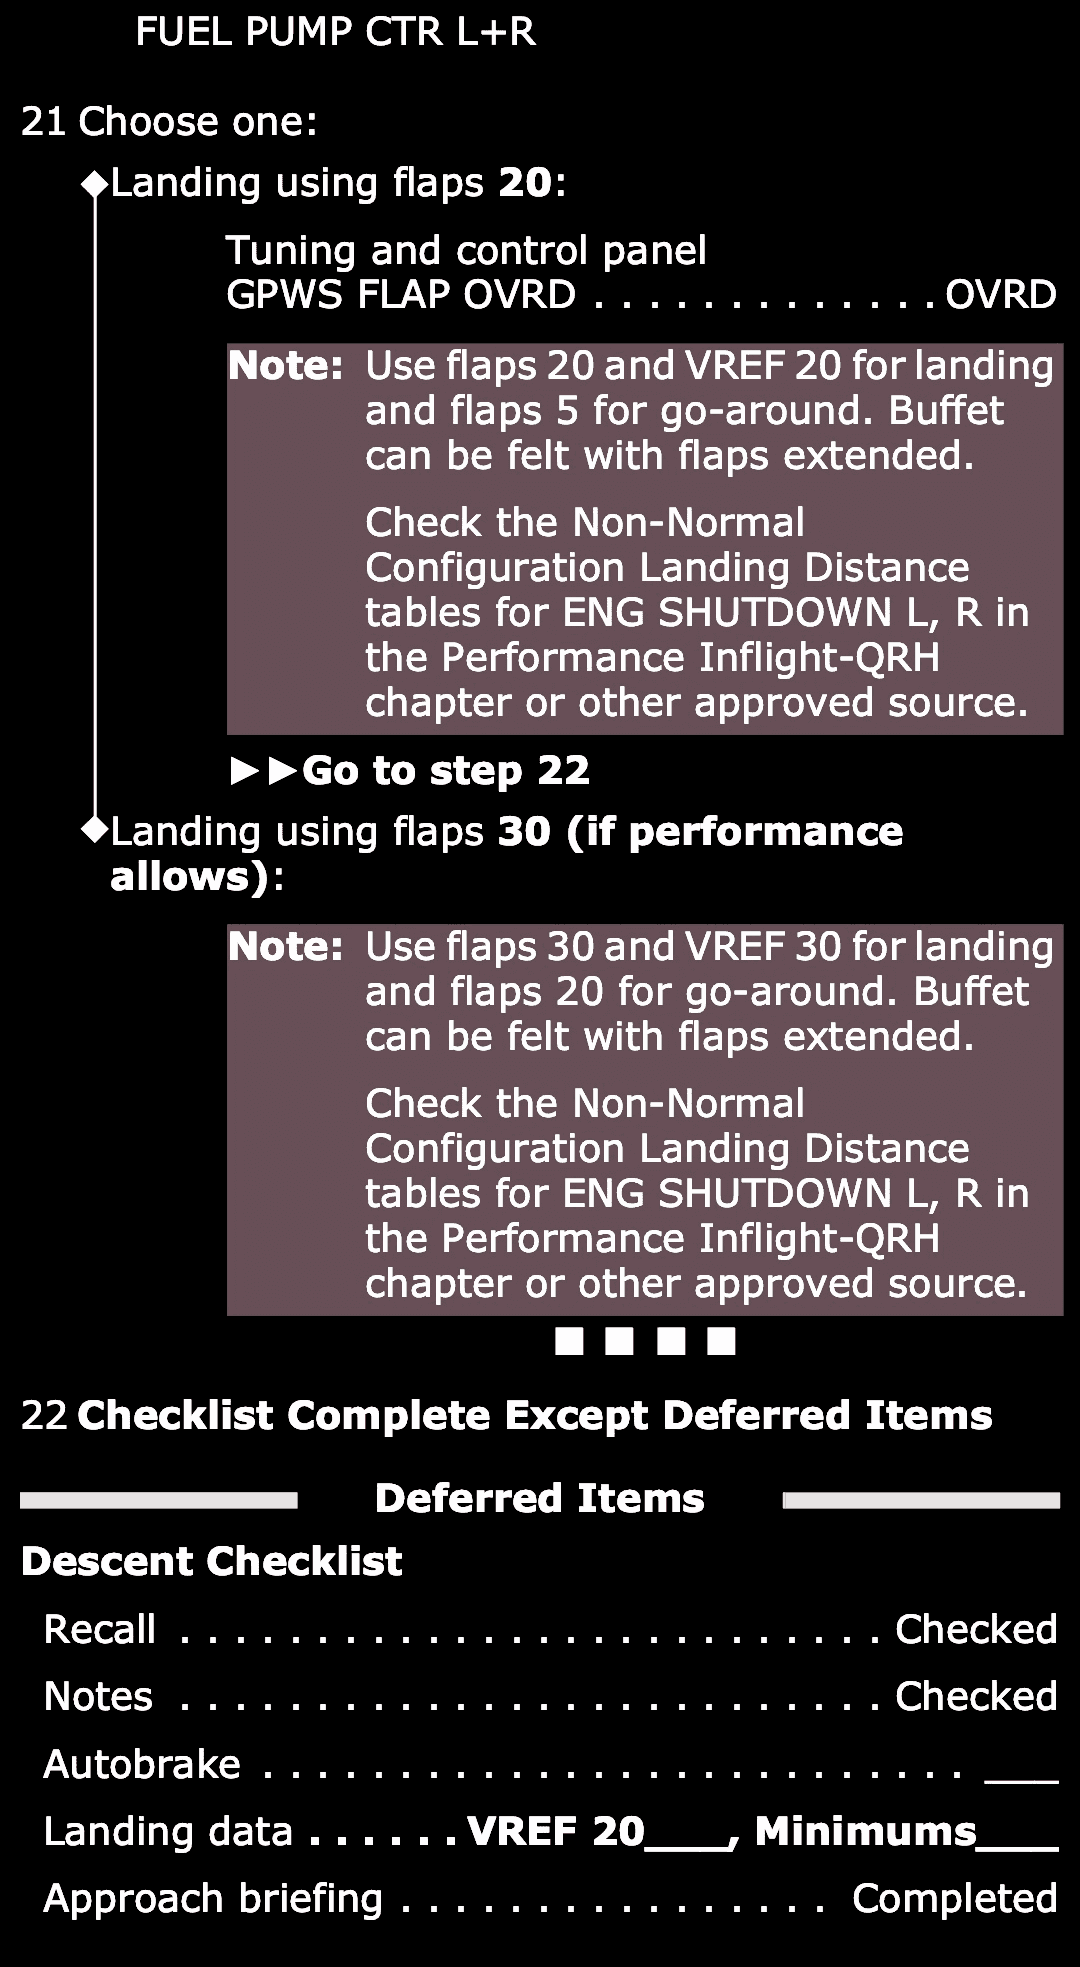 FUEL PUMP CTR L+R
21 Choose one:
◆Landing using flaps 20:
Tuning and control panel
GPWS FLAP OVRD . . . . . . . . . . . . . OVRD
Note: Use flaps 20 and VREF 20 for landing
and flaps 5 for go-around. Buffet
can be felt with flaps extended.
Check the Non-Normal
Configuration Landing Distance
tables for ENG SHUTDOWN L, R in
the Performance Inflight-QRH
chapter or other approved source.
►►Go to step 22
◆Landing using flaps 30 (if performance
allows):
Note: Use flaps 30 and VREF 30 for landing
and flaps 20 for go-around. Buffet
can be felt with flaps extended.
Check the Non-Normal
Configuration Landing Distance
tables for ENG SHUTDOWN L, R in
the Performance Inflight-QRH
chapter or other approved source.
■ ■ ■ ■
22 Checklist Complete Except Deferred Items
Deferred Items
Descent Checklist
Recall . . . . . . . . . . . . . . . . . . . . . . . . . . Checked
Notes . . . . . . . . . . . . . . . . . . . . . . . . . . Checked
Autobrake . . . . . . . . . . . . . . . . . . . . . . . . . . ___
Landing data . . . . . . VREF 20___, Minimums___
Approach briefing . . . . . . . . . . . . . . . . Completed